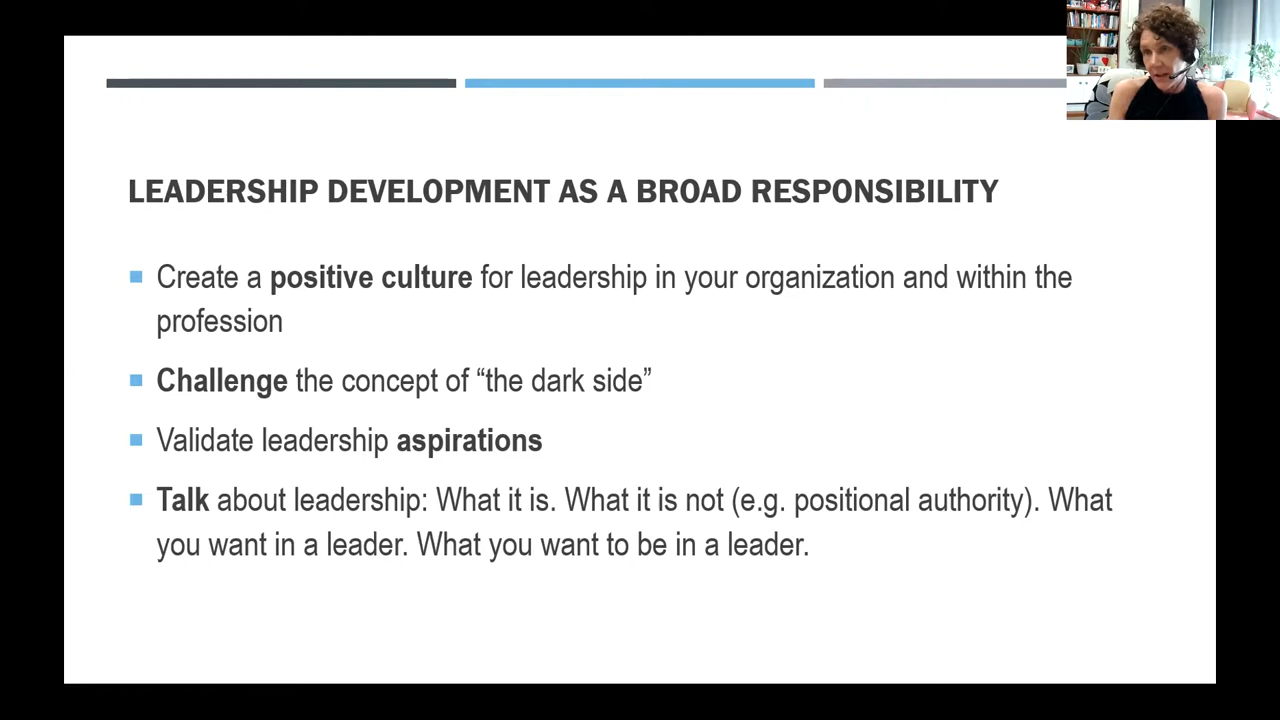 LEADERSHIP DEVELOPMENT AS A BROAD RESPONSIBILITY
Create a positive culture for leadership in your organization and within the
profession
Challenge the concept of “the dark side”
Validate leadership aspirations
Talk about leadership: What it is. What it is not (e.g. positional authority). What
you want in a leader. What you want to be in a leader.